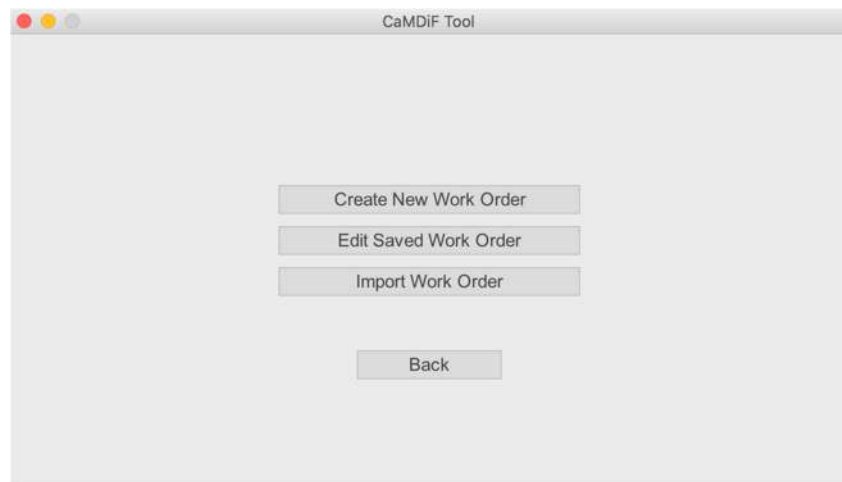 CaMDiF Tool
Create New Work Order
Edit Saved Work Order
Import Work Order
Back